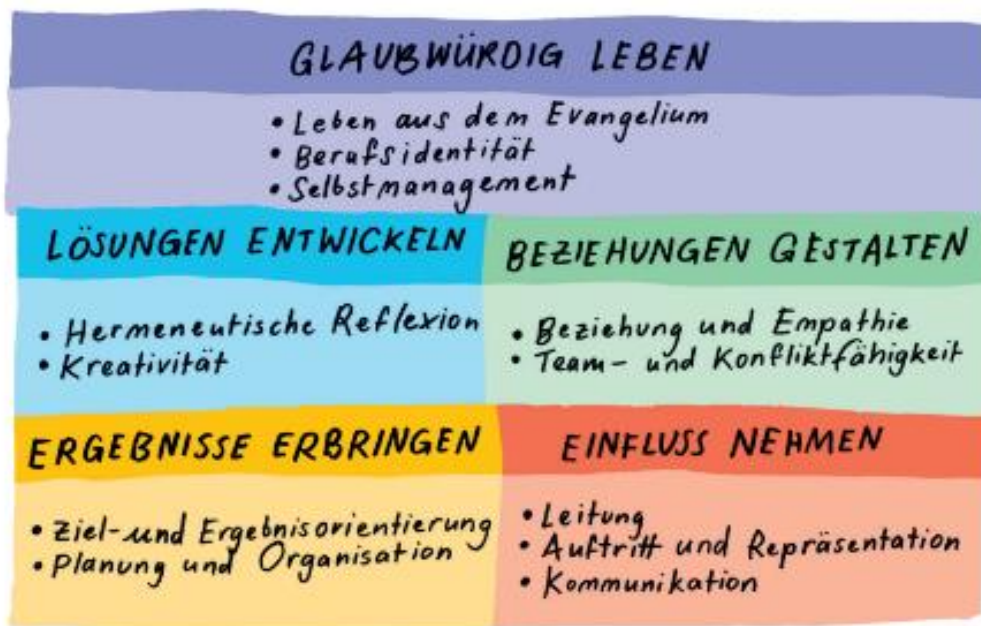 GLAUBWÜRDIG LEBEN
• Leben aus dem Evangelium
• Berufsidentität
• Selbstmanagement
LÖSUNGEN ENTWICKELN
• Hermeneutische Reflexion
• Kreativität
BEZIEHUNGEN GESTALTEN
• Beziehung und Empathie
• Team- und Konfliktfähigkeit
ERGEBNISSE ERBRINGEN
• Ziel- und Ergebnisorientierung
• Planung und Organisation
EINFLUSS NEHMEN
• Leitung
• Auftritt und Repräsentation
• Kommunikation